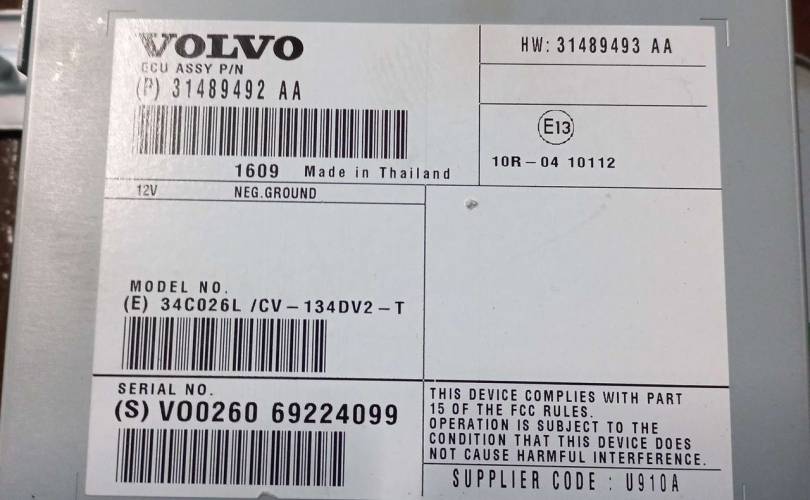 VOLVO
ECU ASSY P/N
(P) 31489492 AA
HW: 31489493 AA
E13
10R-04 10112
1609 Made in Thailand
12V NEG.GROUND
MODEL NO.
(E) 34C026L /CV-134DV2-T
SERIAL NO.
(S) VO0260 69224099
THIS DEVICE COMPLIES WITH PART
15 OF THE FCC RULES.
OPERATION IS SUBJECT TO THE
CONDITION THAT THIS DEVICE DOES
NOT CAUSE HARMFUL INTERFERENCE.
SUPPLIER CODE : U910A